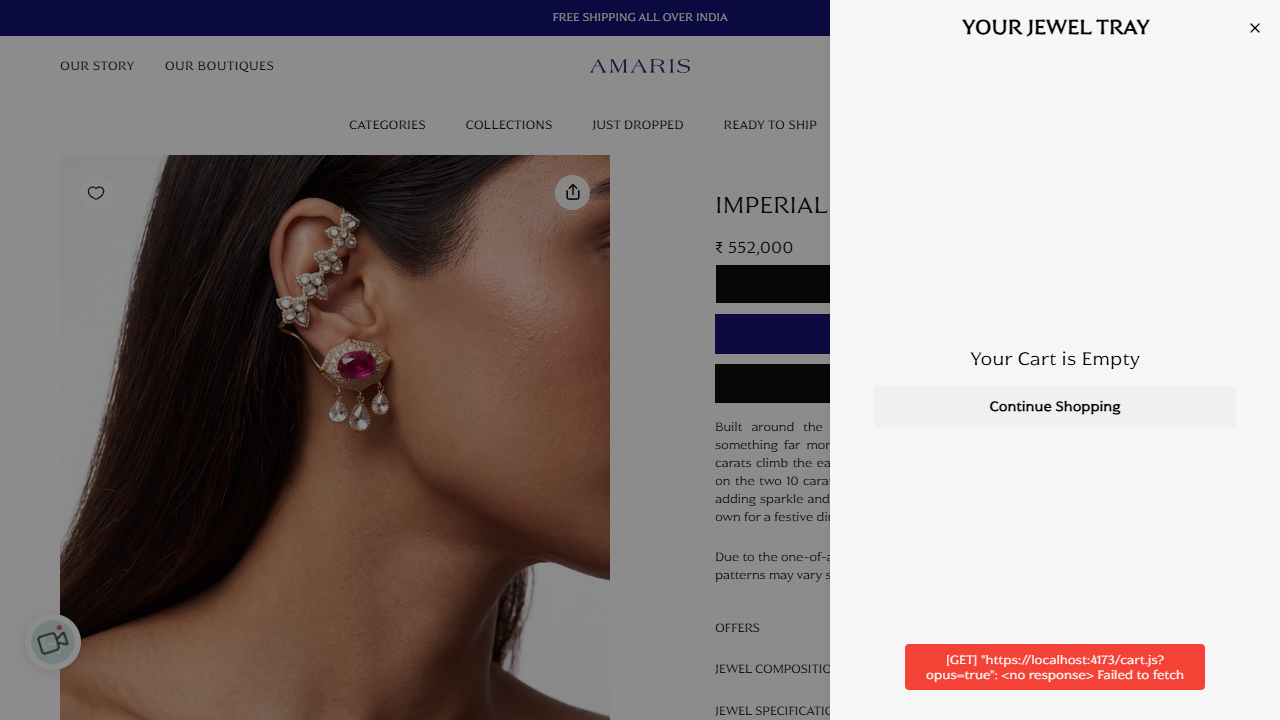 FREE SHIPPING ALL OVER INDIA
YOUR JEWEL TRAY
OUR STORY
OUR BOUTIQUES
AMARIS
CATEGORIES
COLLECTIONS
JUST DROPPED
READY TO SHIP
IMPERIAL
₹ 552,000
Built around the
something far mor
carats climb the ea
on the two 10 cara
adding sparkle and
own for a festive di
Due to the one-of-a
patterns may vary s
OFFERS
JEWEL COMPOSITIO
JEWEL SPECIFICATIO
Your Cart is Empty
Continue Shopping
[GET] "https://localhost:4173/cart.js?
opus=true": <no response> Failed to fetch